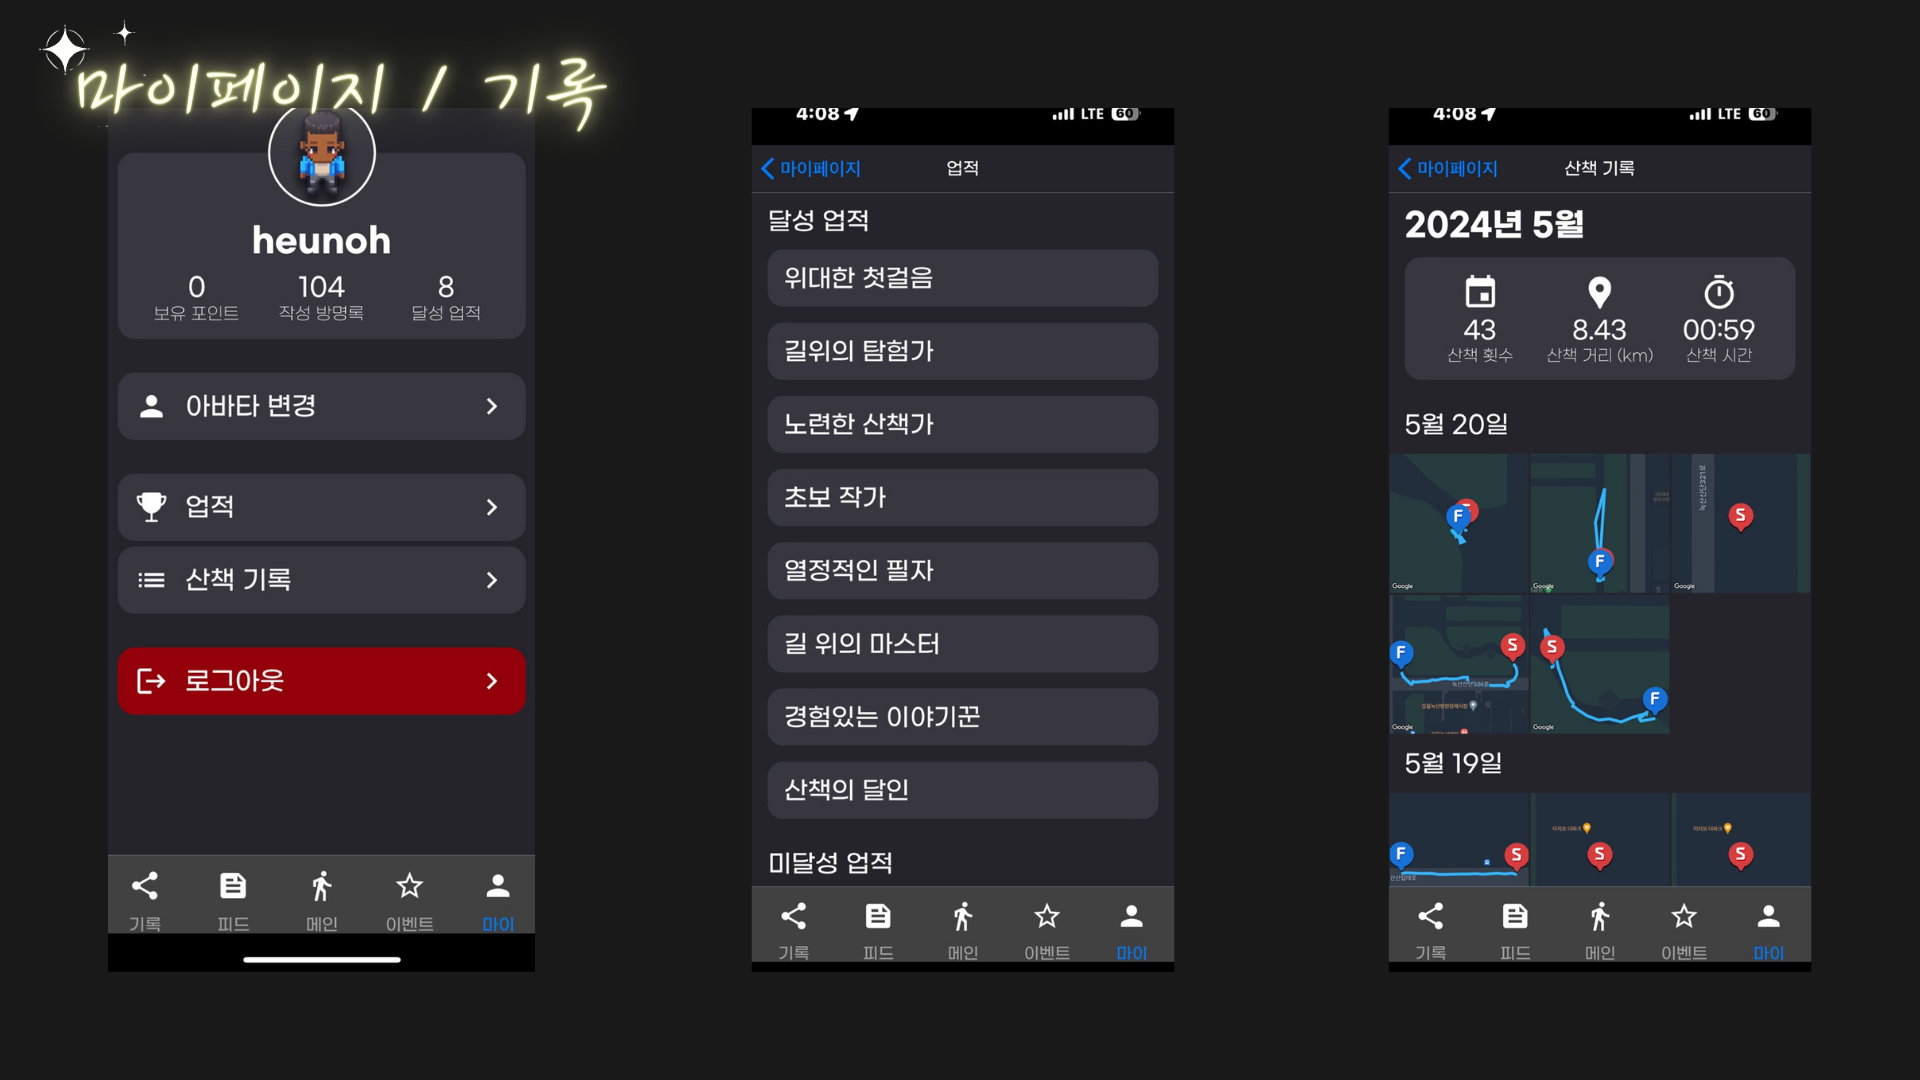 마이페이지 / 기록
heunoh
0 104 8
보유 포인트 작성 방명록 달성 업적
아바타 변경
업적
산책 기록
로그아웃
기록 피드 메인 이벤트 마이
4:08 LTE 60
마이페이지 업적
달성 업적
위대한 첫걸음
길위의 탐험가
노련한 산책가
초보 작가
열정적인 필자
길 위의 마스터
경험있는 이야기꾼
산책의 달인
미달성 업적
기록 피드 메인 이벤트 마이
4:08 LTE 60
마이페이지 산책 기록
2024년 5월
43 8.43 00:59
산책 횟수 산책 거리 (km) 산책 시간
5월 20일
F F S
Google Google Google
F S S F
Google Google
5월 19일
F S S S
기록 피드 메인 이벤트 마이